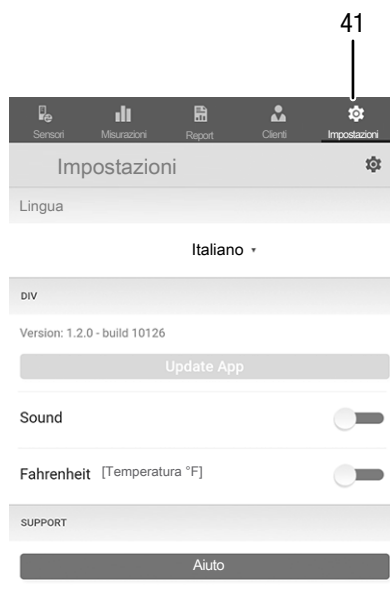 41
Sensori Misurazioni Report Clienti Impostazioni
Impostazioni
Lingua
Italiano
DIV
Version: 1.2.0 - build 10126
Update App
Sound
Fahrenheit [Temperatura °F]
SUPPORT
Aiuto